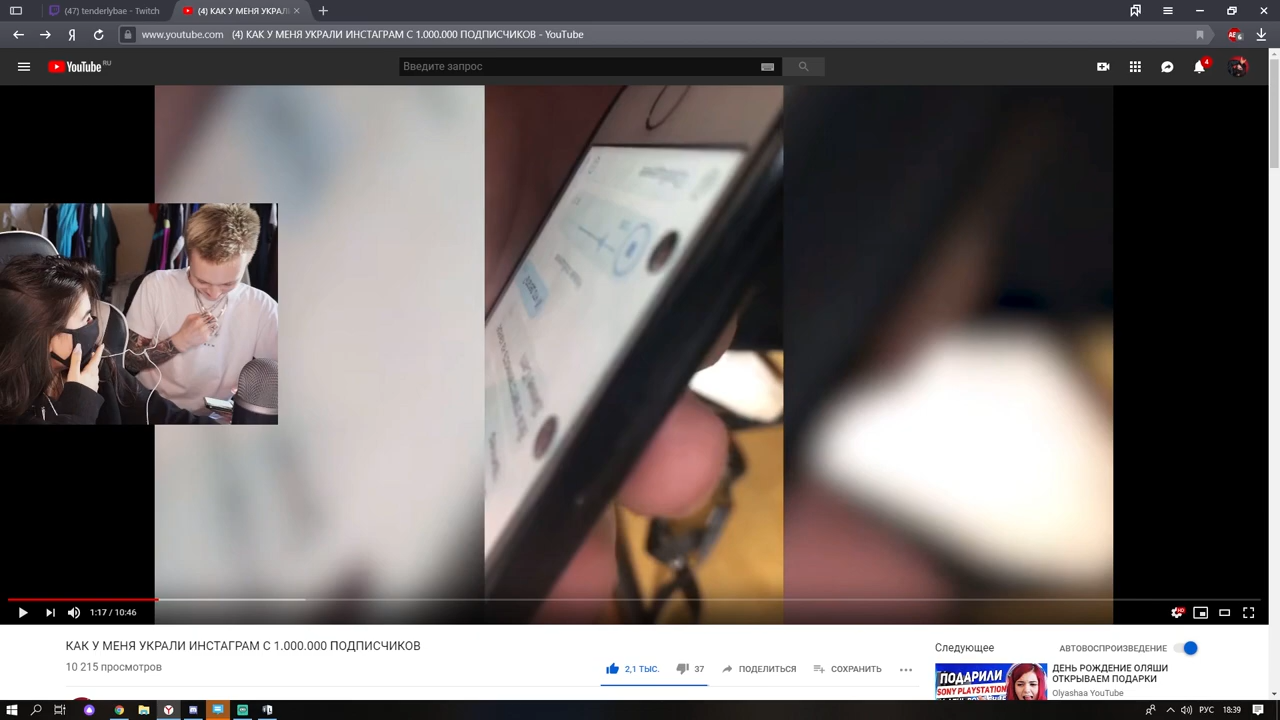 (47) tenderlybae - Twitch
(4) КАК У МЕНЯ УКРАЛИ
www.youtube.com (4) КАК У МЕНЯ УКРАЛИ ИНСТАГРАМ С 1.000.000 ПОДПИСЧИКОВ - YouTube
YouTube RU
Введите запрос
4
1:17 / 10:46
HD
КАК У МЕНЯ УКРАЛИ ИНСТАГРАМ С 1.000.000 ПОДПИСЧИКОВ
10 215 просмотров
2,1 ТЫС.
37
ПОДЕЛИТЬСЯ
СОХРАНИТЬ
Следующее
АВТОВОСПРОИЗВЕДЕНИЕ
ПОДАРИЛИ
SONY PLAYSTATION
ДЕНЬ РОЖДЕНИЕ ОЛЯШИ
ОТКРЫВАЕМ ПОДАРКИ
Olyashaa YouTube
РУС
18:39